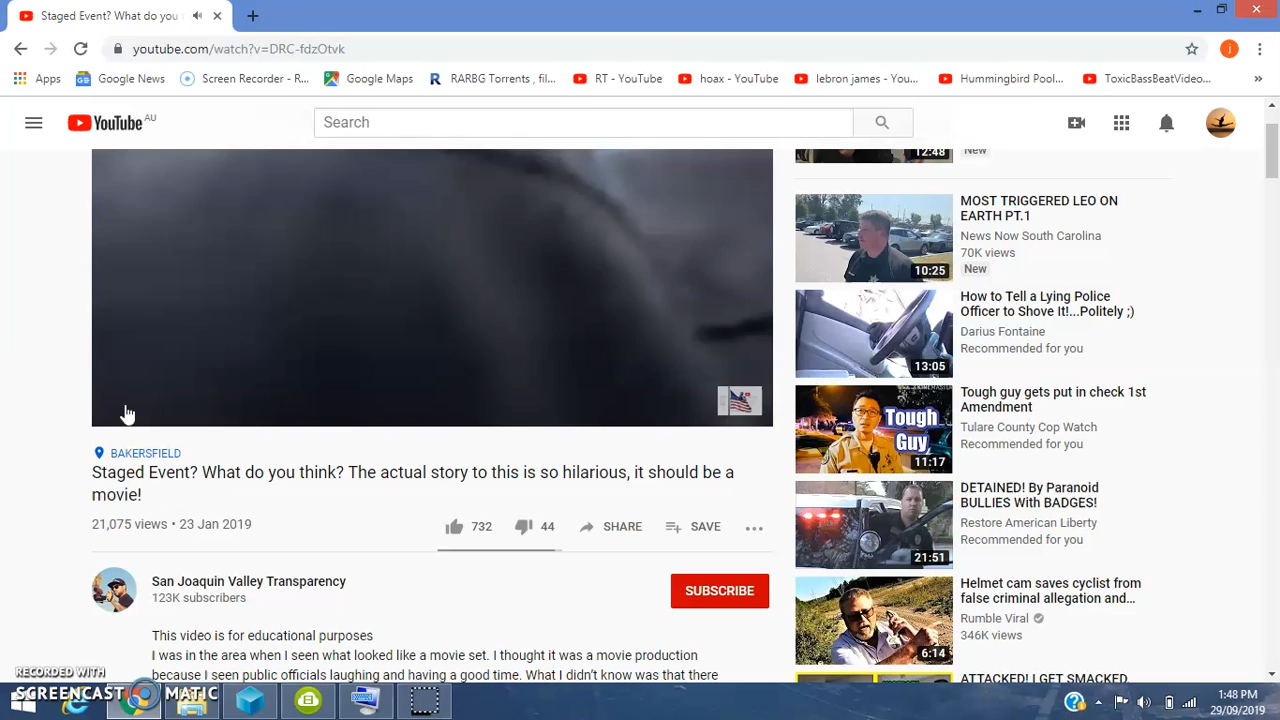 Staged Event? What do you t
youtube.com/watch?v=DRC-fdzOtvk
Apps
Google News
Screen Recorder - R...
Google Maps
RARBG Torrents , fil...
RT - YouTube
hoax - YouTube
lebron james - You...
Hummingbird Pool...
ToxicBassBeatVideo...
»
YouTube AU
Search
12:48
New
MOST TRIGGERED LEO ON
EARTH PT.1
News Now South Carolina
70K views
New
10:25
How to Tell a Lying Police
Officer to Shove It!...Politely ;)
Darius Fontaine
Recommended for you
13:05
Tough guy gets put in check 1st
Amendment
Tulare County Cop Watch
Recommended for you
Tough
Guy
11:17
DETAINED! By Paranoid
BULLIES With BADGES!
Restore American Liberty
Recommended for you
21:51
Helmet cam saves cyclist from
false criminal allegation and...
Rumble Viral
346K views
6:14
ATTACKED! I GET SMACKED,
BAKERSFIELD
Staged Event? What do you think? The actual story to this is so hilarious, it should be a
movie!
21,075 views • 23 Jan 2019
732
44
SHARE
SAVE
San Joaquin Valley Transparency
123K subscribers
SUBSCRIBE
This video is for educational purposes
I was in the area when I seen what looked like a movie set. I thought it was a movie production
because I seen public officials laughing and having a good time. What I didn't know was that there
RECORDED WITH
SCREENCAST MATIC
1:48 PM
29/09/2019